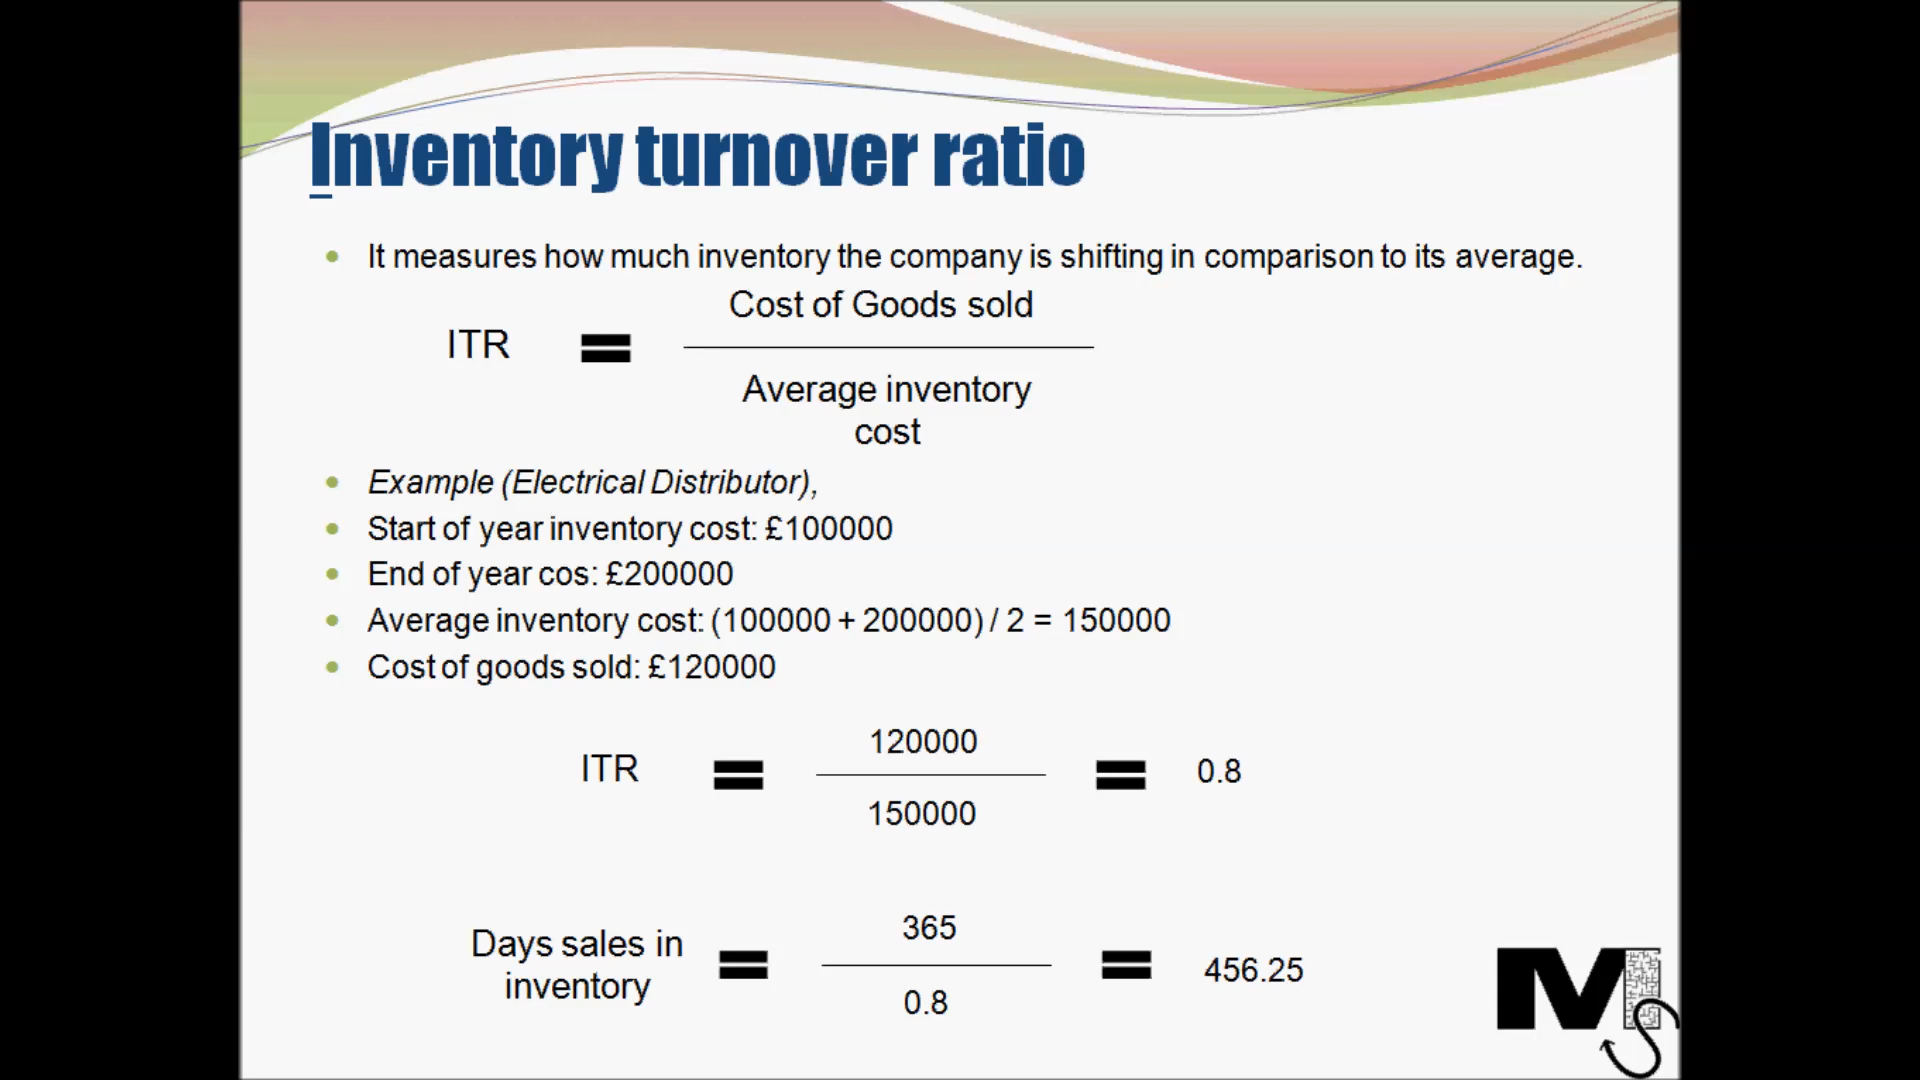 Inventory turnover ratio
It measures how much inventory the company is shifting in comparison to its average.
Cost of Goods sold
ITR =
Average inventory
cost
Example (Electrical Distributor),
Start of year inventory cost: £100000
End of year cos: £200000
Average inventory cost: (100000 + 200000) / 2 = 150000
Cost of goods sold: £120000
120000
ITR = = 0.8
150000
365
Days sales in
inventory = = 456.25
0.8
MS